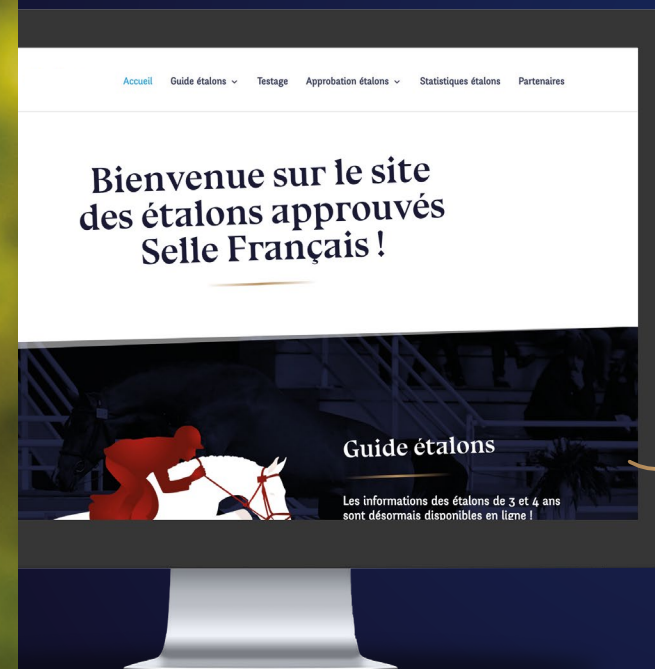 Accueil Guide étalons Testage Approbation étalons Statistiques étalons Partenaires
Bienvenue sur le site
des étalons approuvés
Selle Français !
Guide étalons
Les informations des étalons de 3 et 4 ans
sont désormais disponibles en ligne !